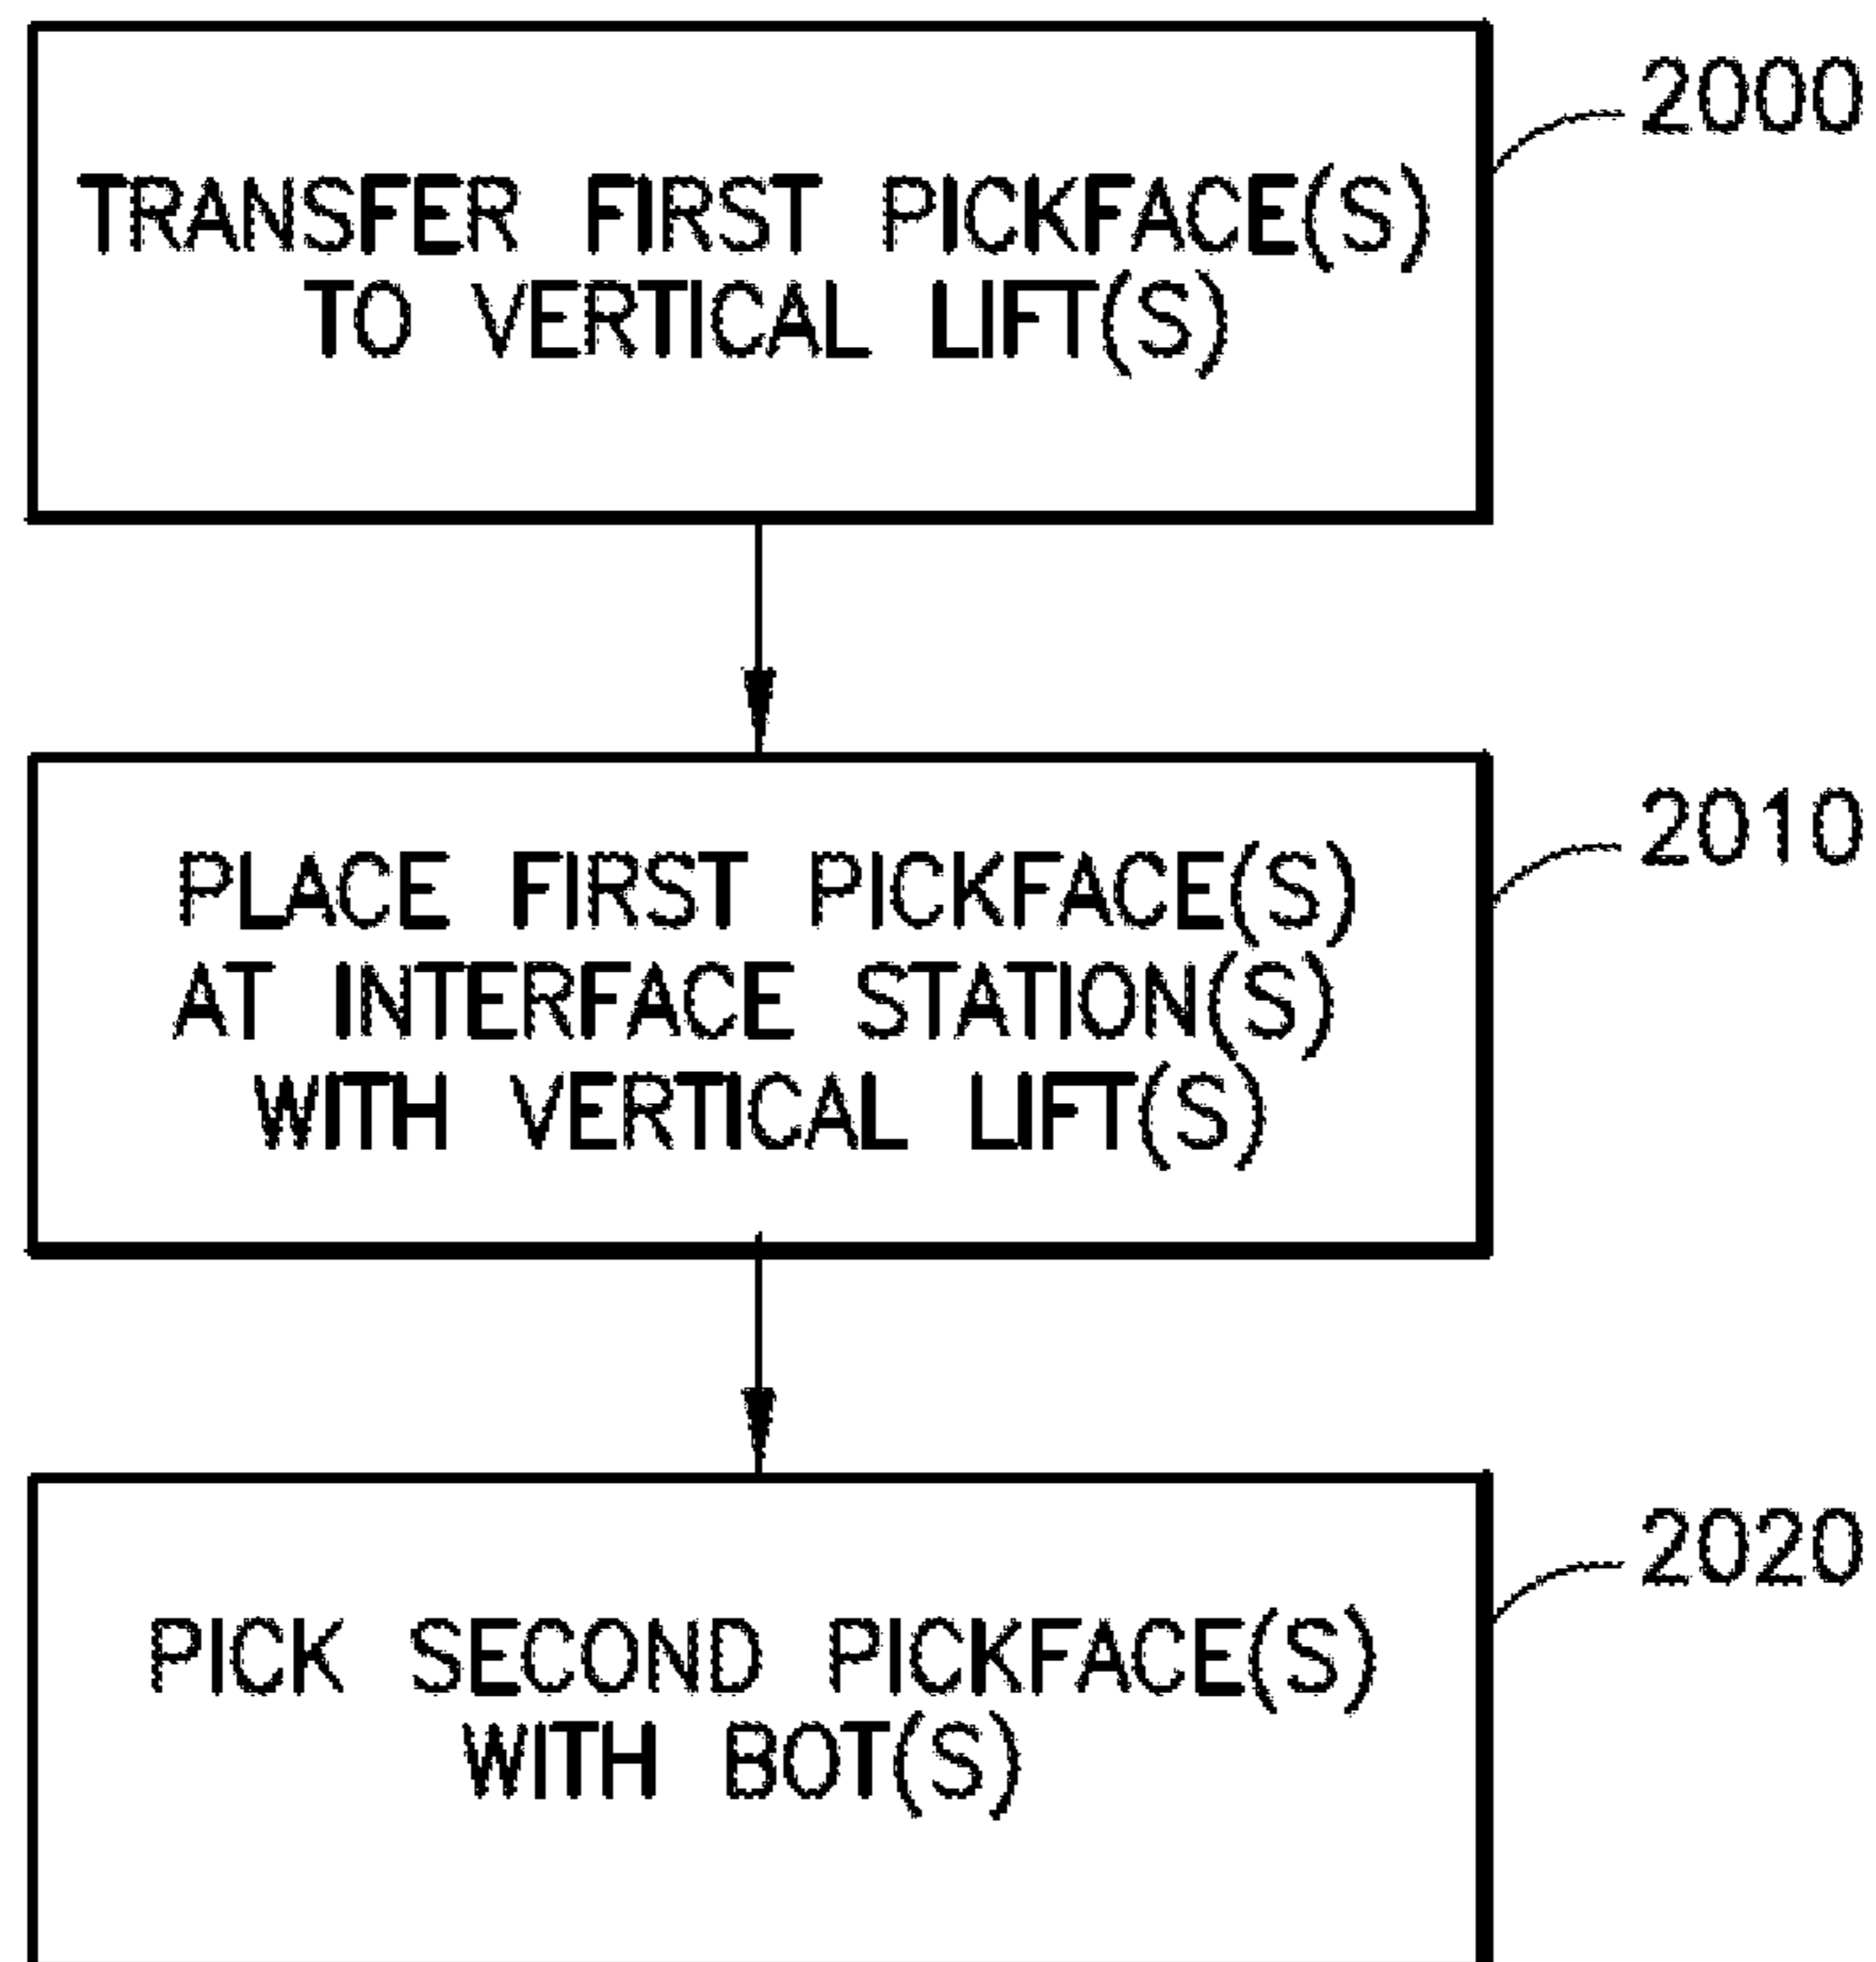 2000
TRANSFER FIRST PICKFACE(S)
TO VERTICAL LIFT(S)
2010
PLACE FIRST PICKFACE(S)
AT INTERFACE STATION(S)
WITH VERTICAL LIFT(S)
2020
PICK SECOND PICKFACE(S)
WITH BOT(S)